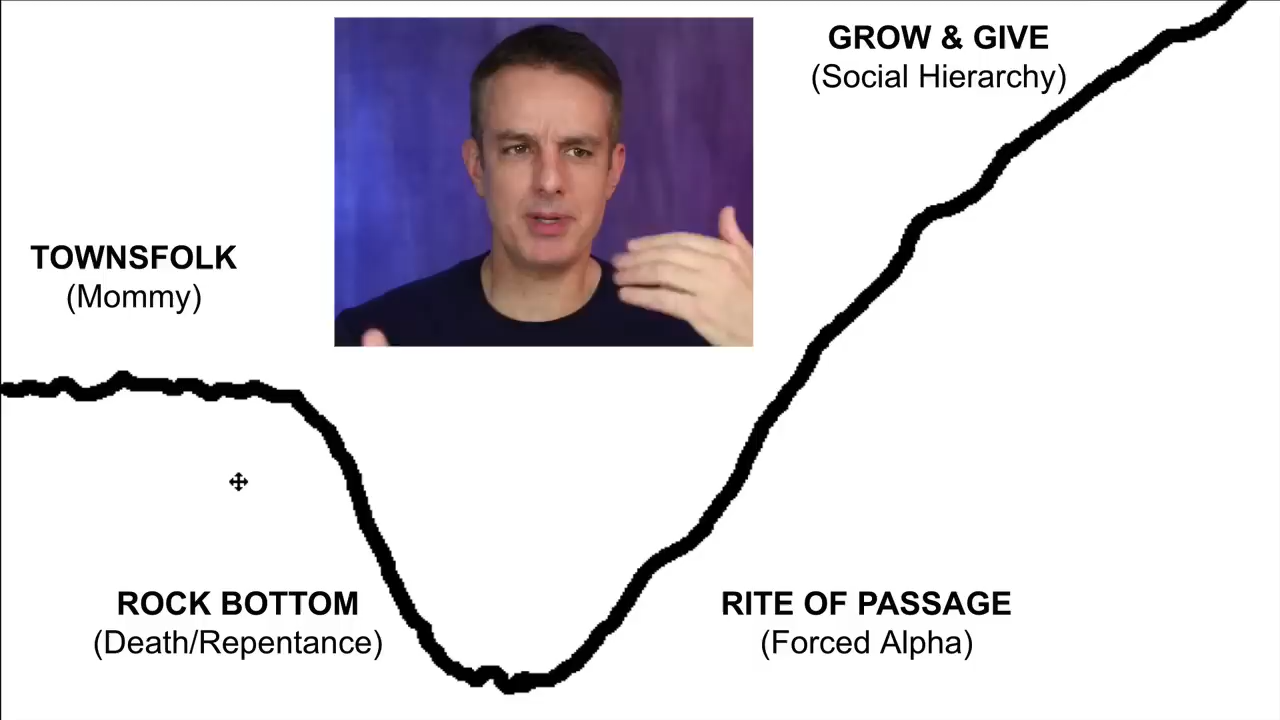 GROW & GIVE
(Social Hierarchy)
TOWNSFOLK
(Mommy)
ROCK BOTTOM
(Death/Repentance)
RITE OF PASSAGE
(Forced Alpha)